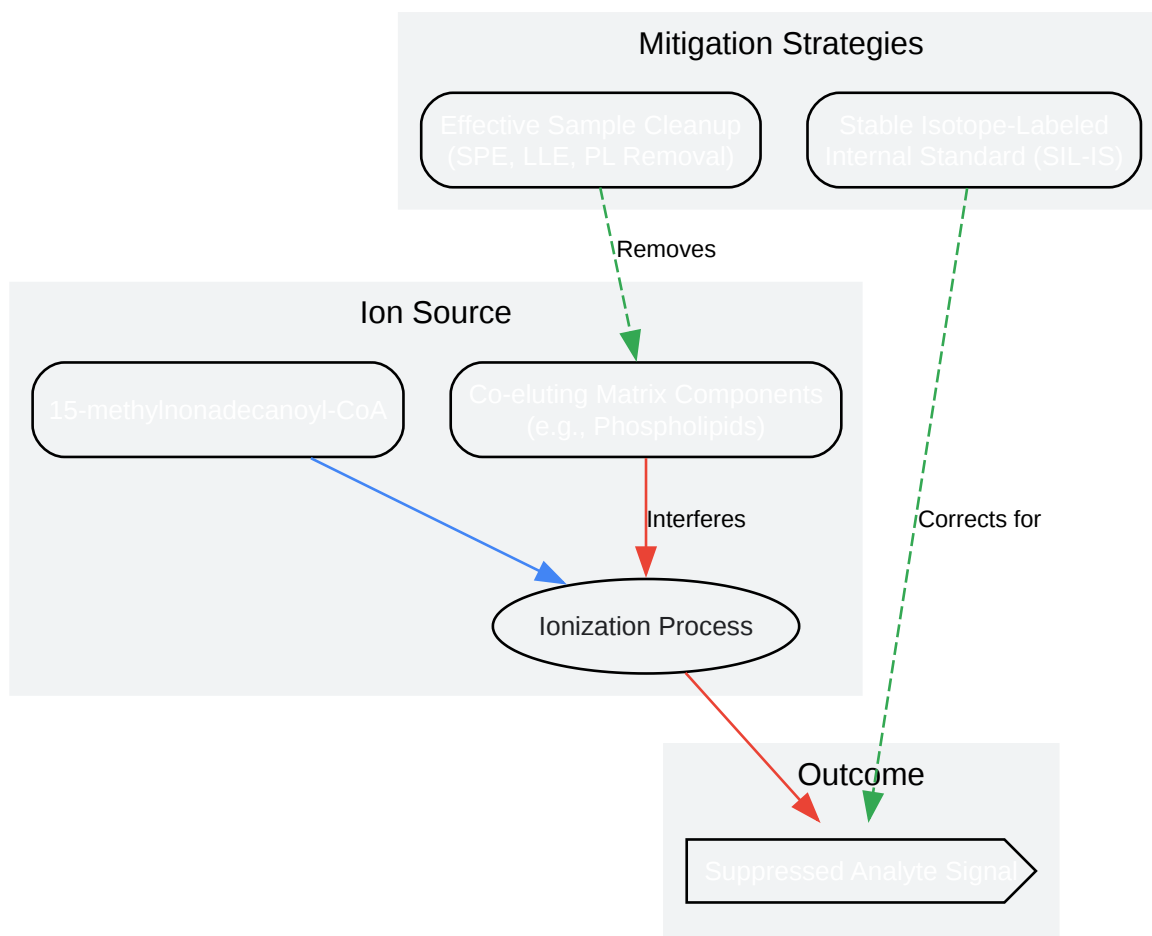 Mitigation Strategies
Effective Sample Cleanup
(SPE, LLE, PL Removal)
Stable Isotope-Labeled
Internal Standard (SIL-IS)
Removes
Ion Source
15-methylnonadecanoyl-CoA
Co-eluting Matrix Components
(e.g., Phospholipids)
Interferes
Corrects for
Ionization Process
Outcome
Suppressed Analyte Signal